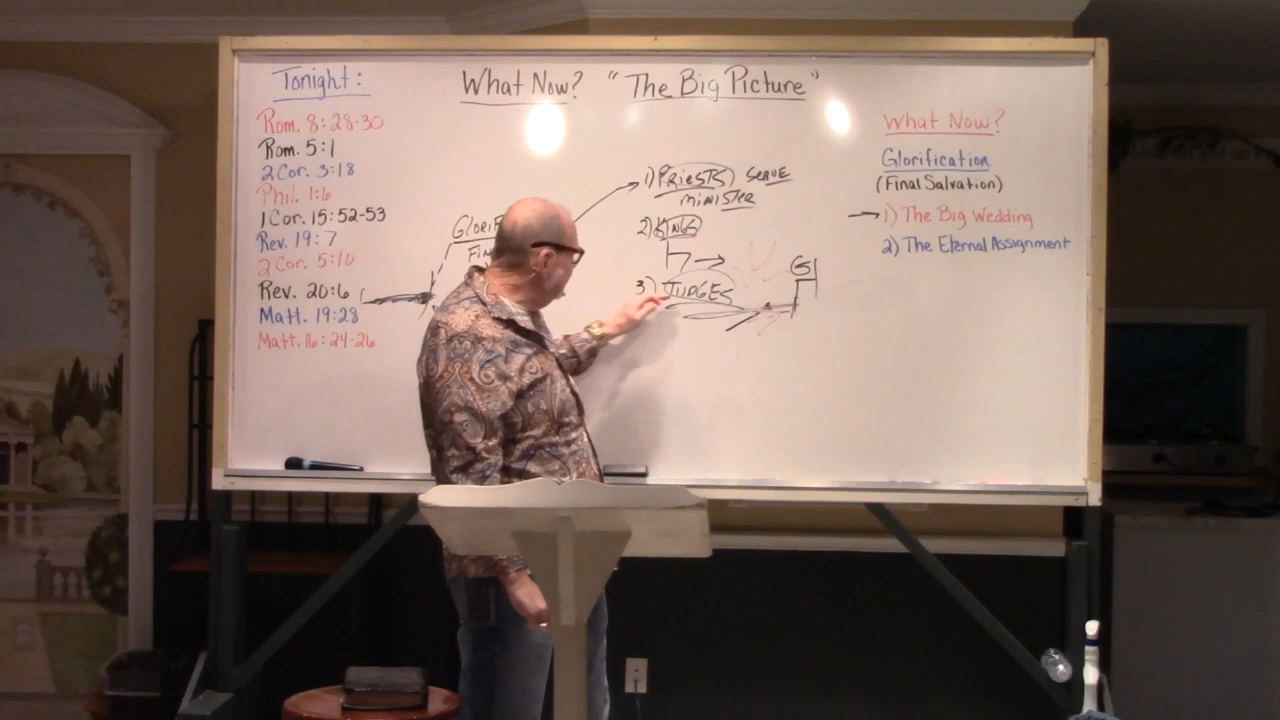 Tonight:
Rom. 8:28-30
Rom. 5:1
2 Cor. 3:18
Phil. 1:6
1 Cor. 15:52-53
Rev. 19:7
2 Cor. 5:10
Rev. 20:6
Matt. 19:28
Matt. 16:24-26
What Now? "The Big Picture"
1) PRiESTS SERVE
MiNiSTER
2) KiNGS
3) JUDGES
G
What Now?
Glorification
(Final Salvation)
1) The Big Wedding
2) The Eternal Assignment